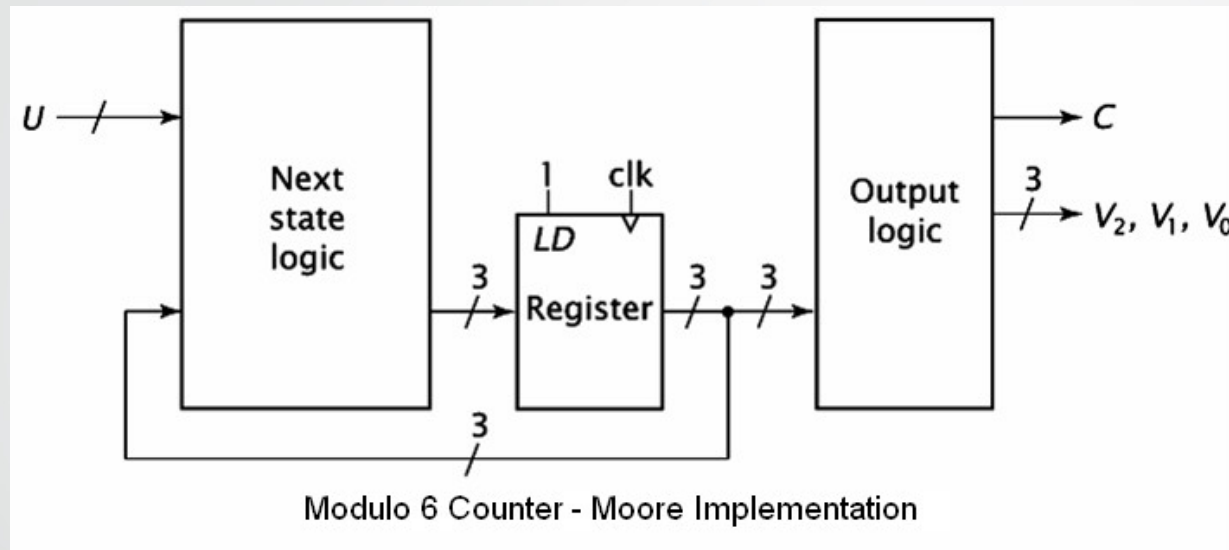 U
Next
state
logic
3
1
clk
LD
Register
3
3
3
Output
logic
C
3
V₂, V₁, V₀
Modulo 6 Counter - Moore Implementation